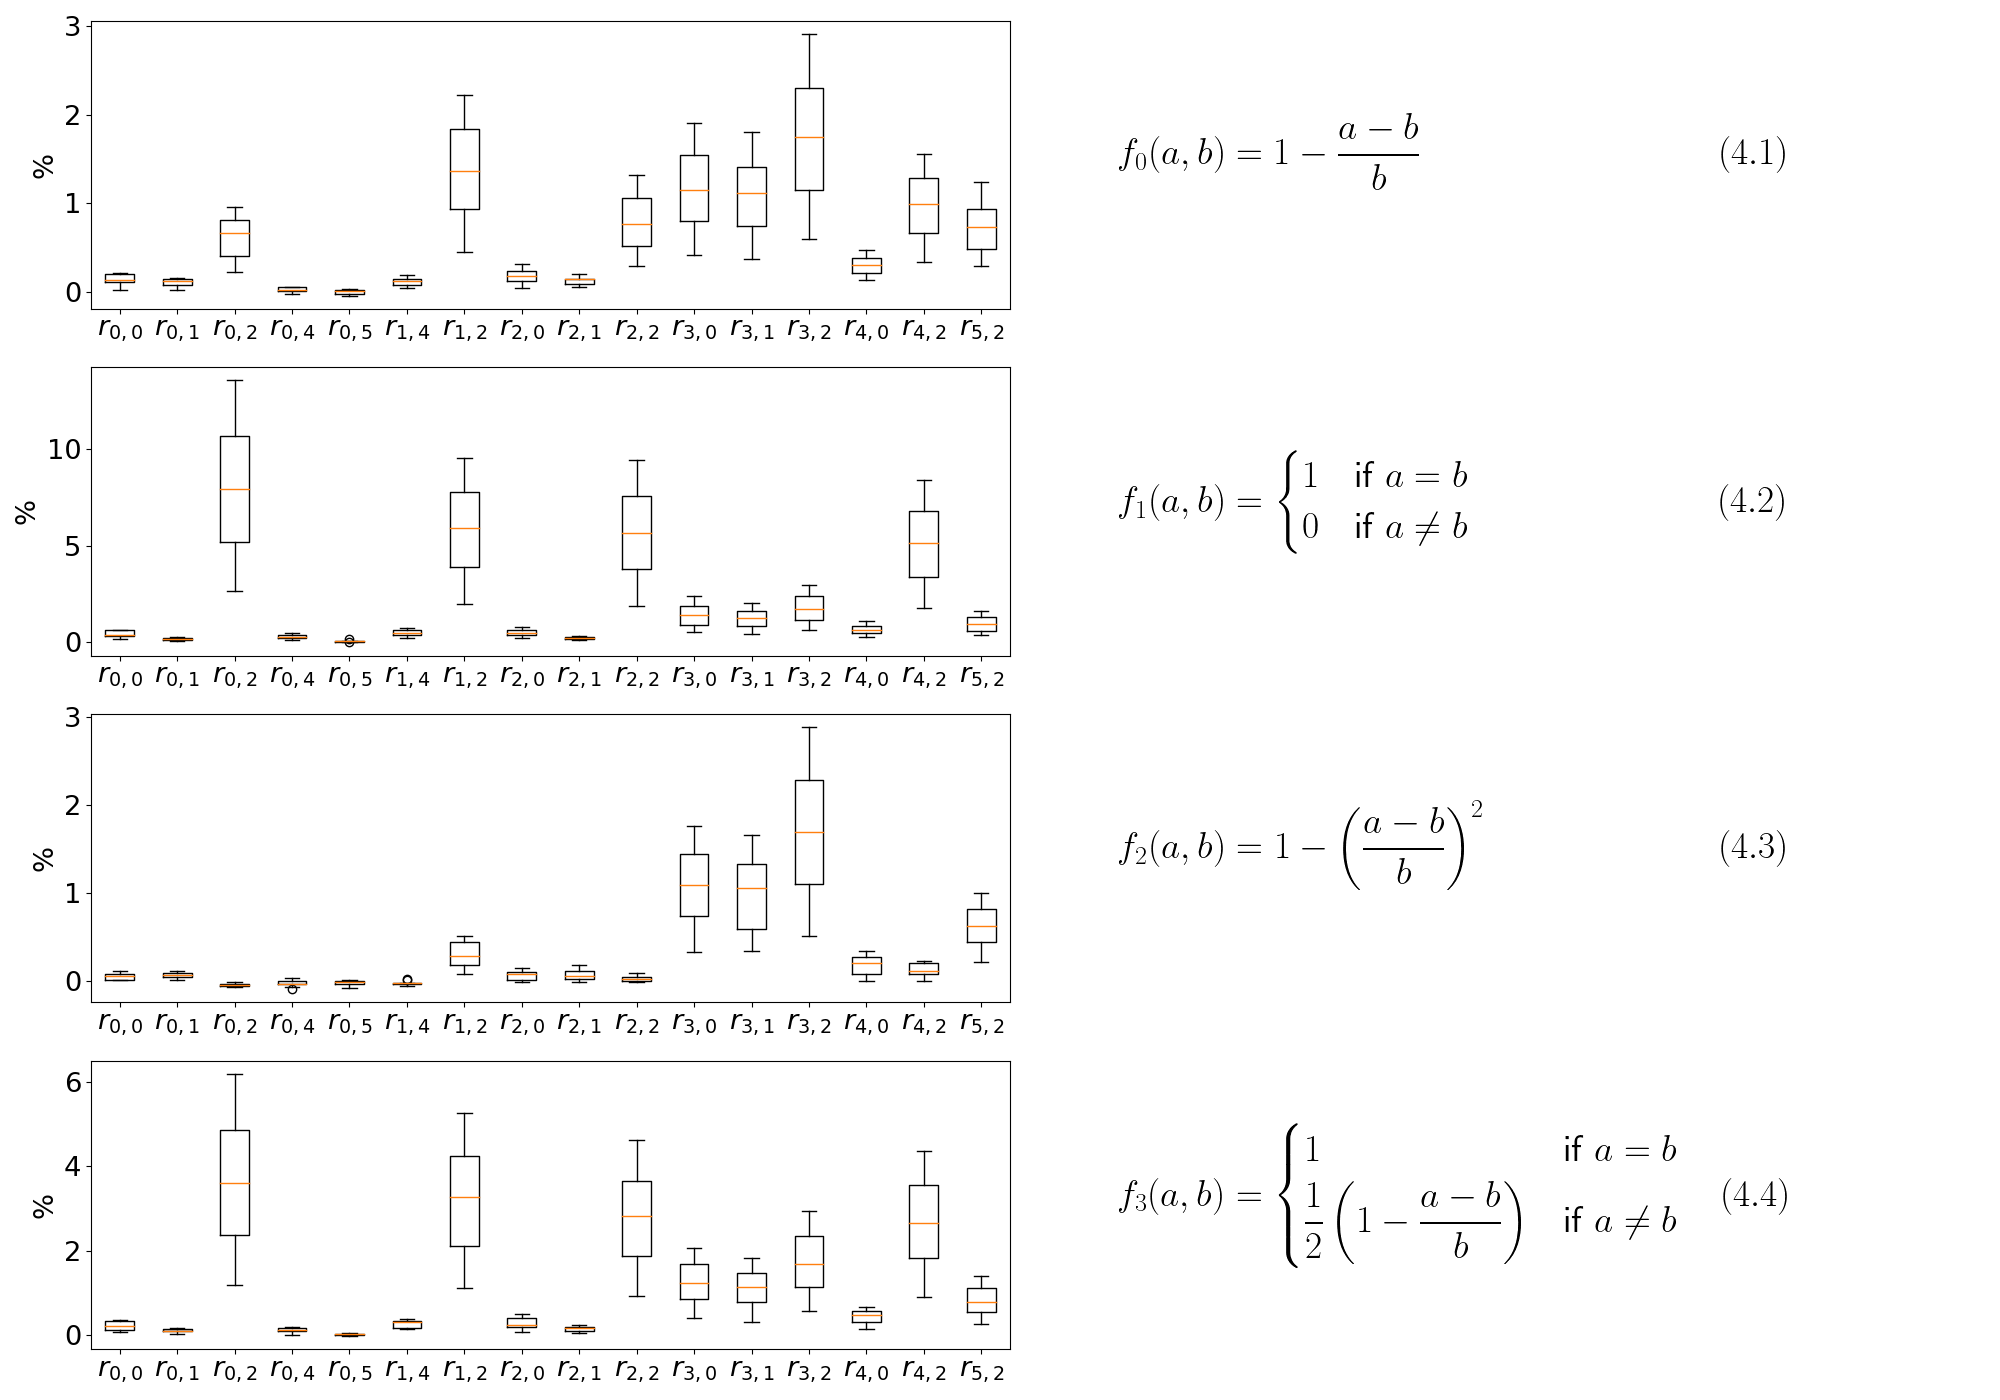 3
2
1
0
%
r0,0 r0,1 r0,2 r0,4 r0,5 r1,4 r1,2 r2,0 r2,1 r2,2 r3,0 r3,1 r3,2 r4,0 r4,2 r5,2
f0(a, b) = 1 − (a − b)/b (4.1)
10
5
0
%
r0,0 r0,1 r0,2 r0,4 r0,5 r1,4 r1,2 r2,0 r2,1 r2,2 r3,0 r3,1 r3,2 r4,0 r4,2 r5,2
f1(a, b) = { 1 if a = b
0 if a ≠ b (4.2)
3
2
1
0
%
r0,0 r0,1 r0,2 r0,4 r0,5 r1,4 r1,2 r2,0 r2,1 r2,2 r3,0 r3,1 r3,2 r4,0 r4,2 r5,2
f2(a, b) = 1 − ((a − b)/b)² (4.3)
6
4
2
0
%
r0,0 r0,1 r0,2 r0,4 r0,5 r1,4 r1,2 r2,0 r2,1 r2,2 r3,0 r3,1 r3,2 r4,0 r4,2 r5,2
f3(a, b) = { 1 if a = b
1/2 (1 − (a − b)/b) if a ≠ b (4.4)